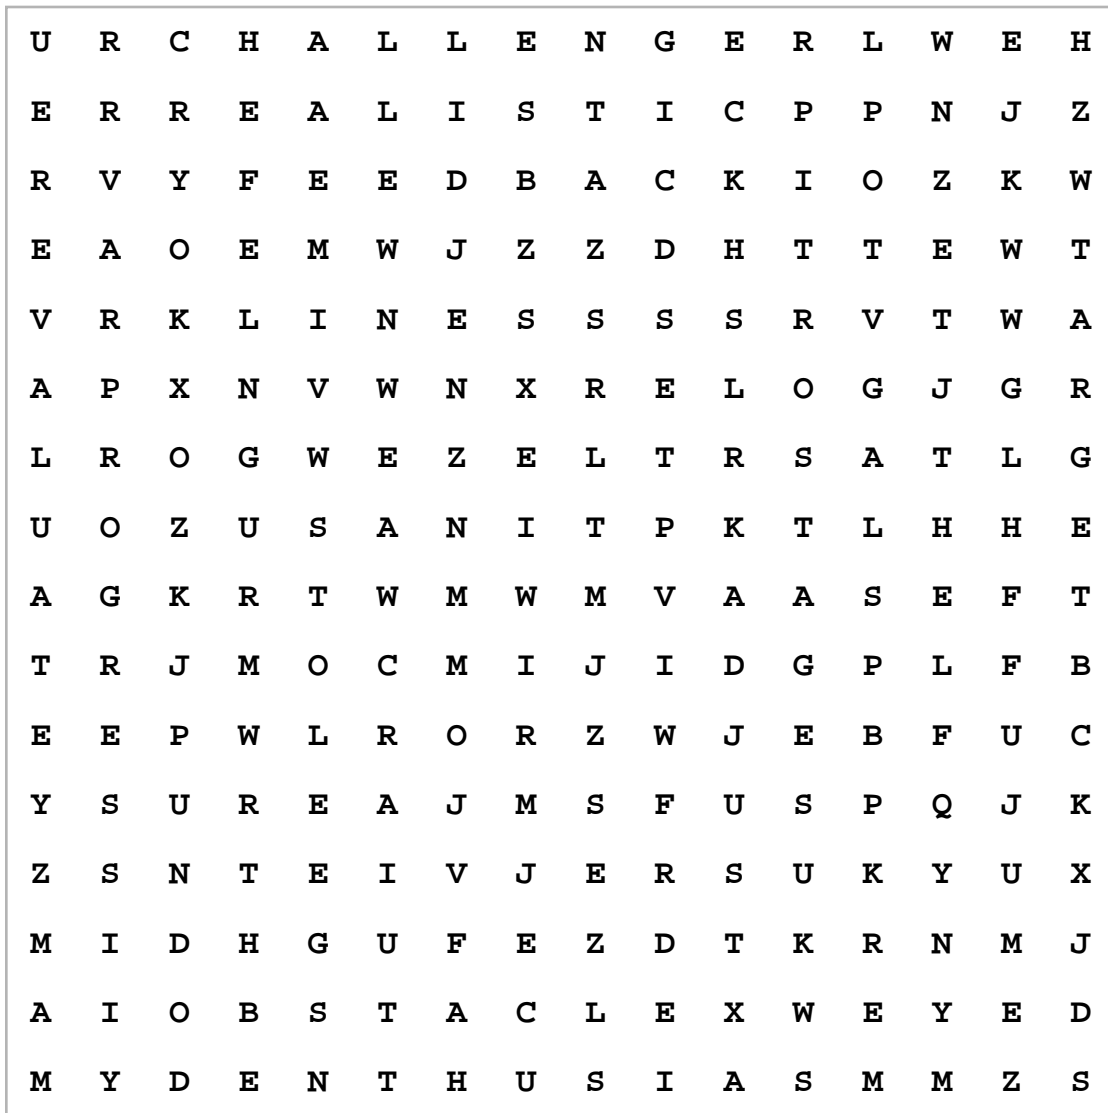 U R C H A L L E N G E R L W E H
E R R E A L I S T I C P P N J Z
R V Y F E E D B A C K I O Z K W
E A O E M W J Z Z D H T T E W T
V R K L I N E S S S S R V T W A
A P X N V W N X R E L O G J G R
L R O G W E Z E L T R S A T L G
U O Z U S A N I T P K T L H H E
A G K R T W M W M V A A S E F T
T R J M O C M I J I D G P L F B
E E P W L R O R Z W J E B F U C
Y S U R E A J M S F U S P Q J K
Z S N T E I V J E R S U K Y U X
M I D H G U F E Z D T K R N M J
A I O B S T A C L E X W E Y E D
M Y D E N T H U S I A S M M Z S